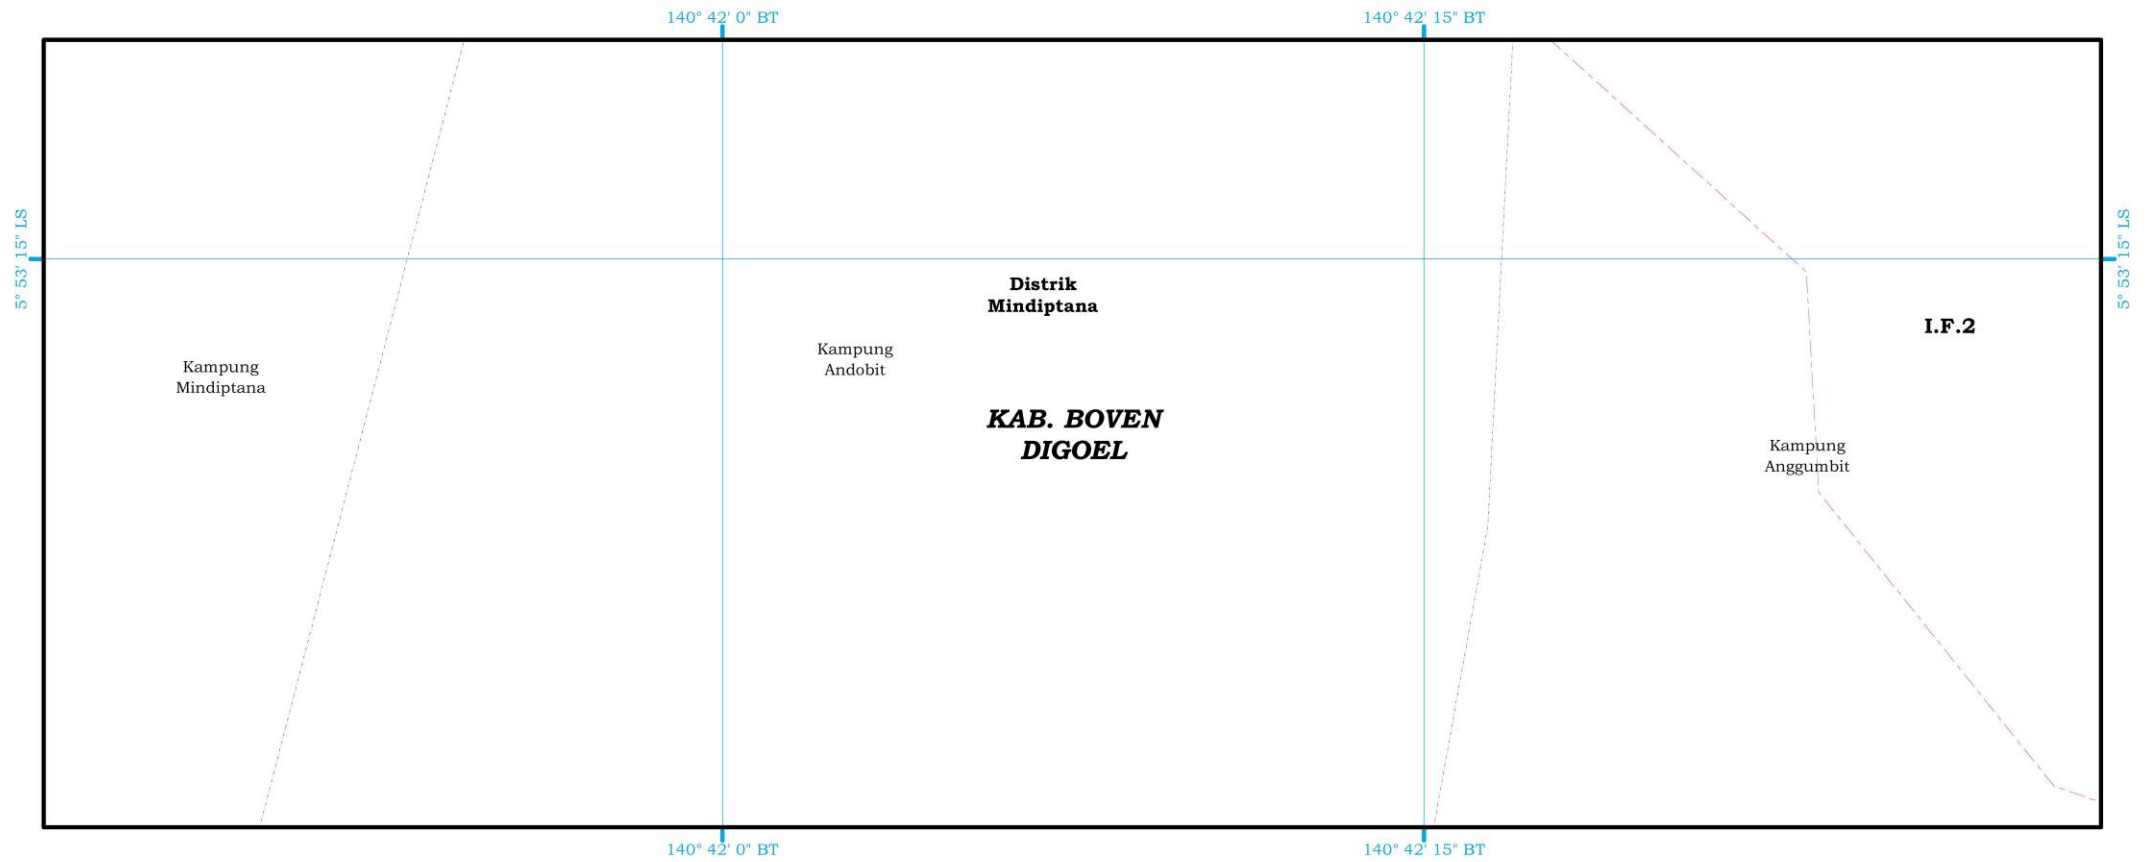 140° 42' 0" BT
140° 42' 15" BT
5° 53' 15" LS
5° 53' 15" LS
Distrik
Mindiptana
I.F.2
Kampung
Andobit
Kampung
Mindiptana
KAB. BOVEN
DIGOEL
Kampung
Anggumbit
140° 42' 0" BT
140° 42' 15" BT